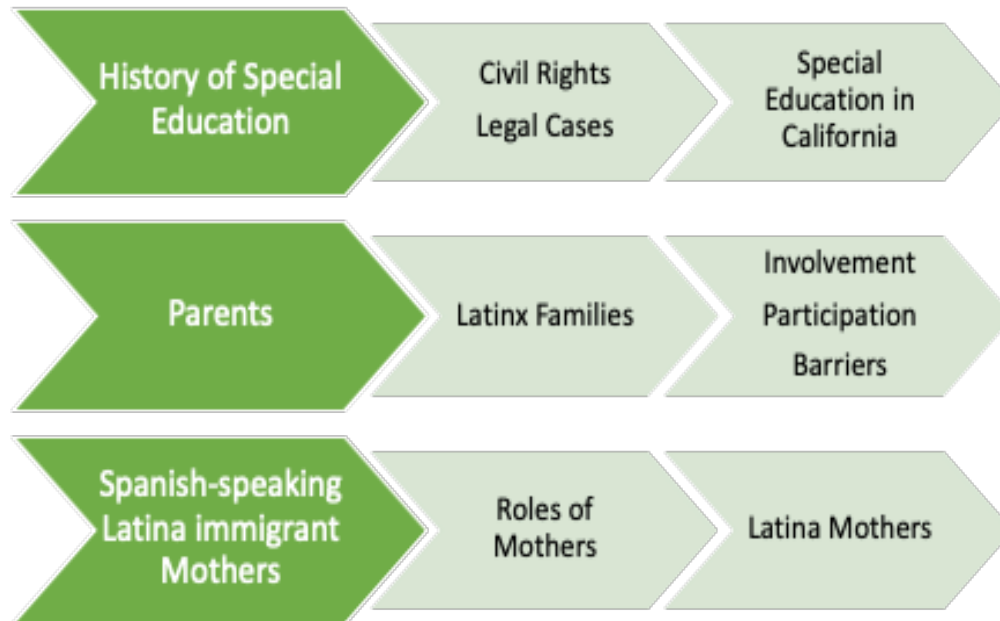 History of Special
Education
Civil Rights
Legal Cases
Special
Education in
California
Parents
Latinx Families
Involvement
Participation
Barriers
Spanish-speaking
Latina immigrant
Mothers
Roles of
Mothers
Latina Mothers